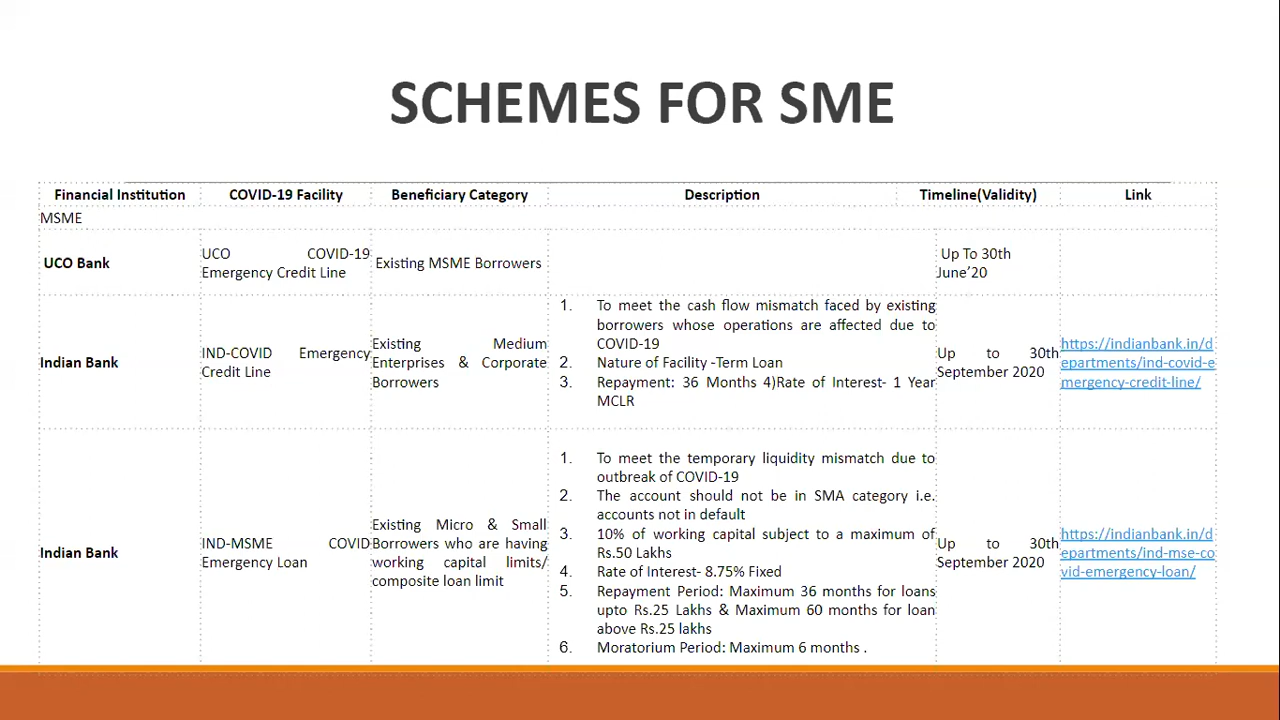 SCHEMES FOR SME
Financial Institution COVID-19 Facility Beneficiary Category Description Timeline(Validity) Link
MSME
UCO Bank
UCO COVID-19
Emergency Credit Line
Existing MSME Borrowers
Up To 30th
June’20
Indian Bank
IND-COVID Emergency
Credit Line
Existing Medium
Enterprises & Corporate
Borrowers
1. To meet the cash flow mismatch faced by existing
borrowers whose operations are affected due to
COVID-19
2. Nature of Facility -Term Loan
3. Repayment: 36 Months 4)Rate of Interest- 1 Year
MCLR
Up to 30th
September 2020
https://indianbank.in/d
epartments/ind-covid-e
mergency-credit-line/
Indian Bank
IND-MSME COVID
Emergency Loan
Existing Micro & Small
Borrowers who are having
working capital limits/
composite loan limit
1. To meet the temporary liquidity mismatch due to
outbreak of COVID-19
2. The account should not be in SMA category i.e.
accounts not in default
3. 10% of working capital subject to a maximum of
Rs.50 Lakhs
4. Rate of Interest- 8.75% Fixed
5. Repayment Period: Maximum 36 months for loans
upto Rs.25 Lakhs & Maximum 60 months for loan
above Rs.25 lakhs
6. Moratorium Period: Maximum 6 months .
Up to 30th
September 2020
https://indianbank.in/d
epartments/ind-mse-co
vid-emergency-loan/